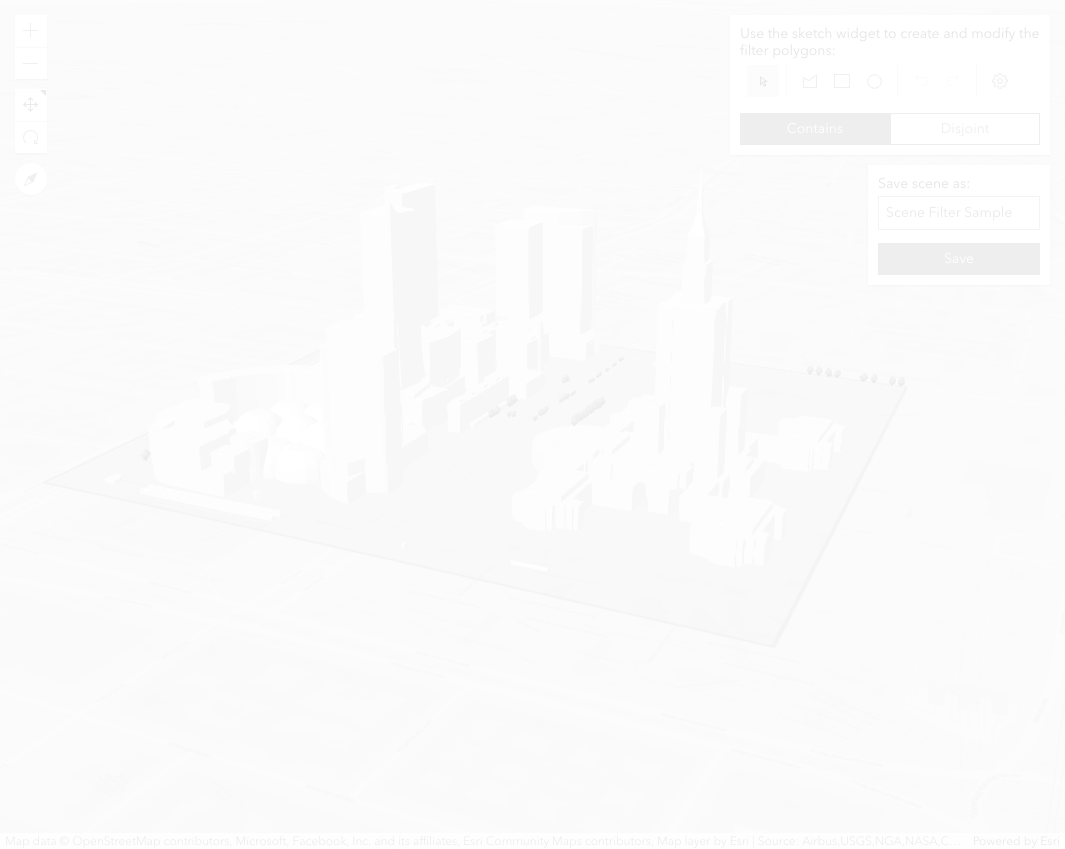 Use the sketch widget to create and modify the
filter polygons:
Contains
Disjoint
Save scene as:
Scene Filter Sample
Save
Map data © OpenStreetMap contributors, Microsoft, Facebook, Inc. and its affiliates, Esri Community Maps contributors, Map layer by Esri | Source: Airbus,USGS,NGA,NASA,C... Powered by Esri